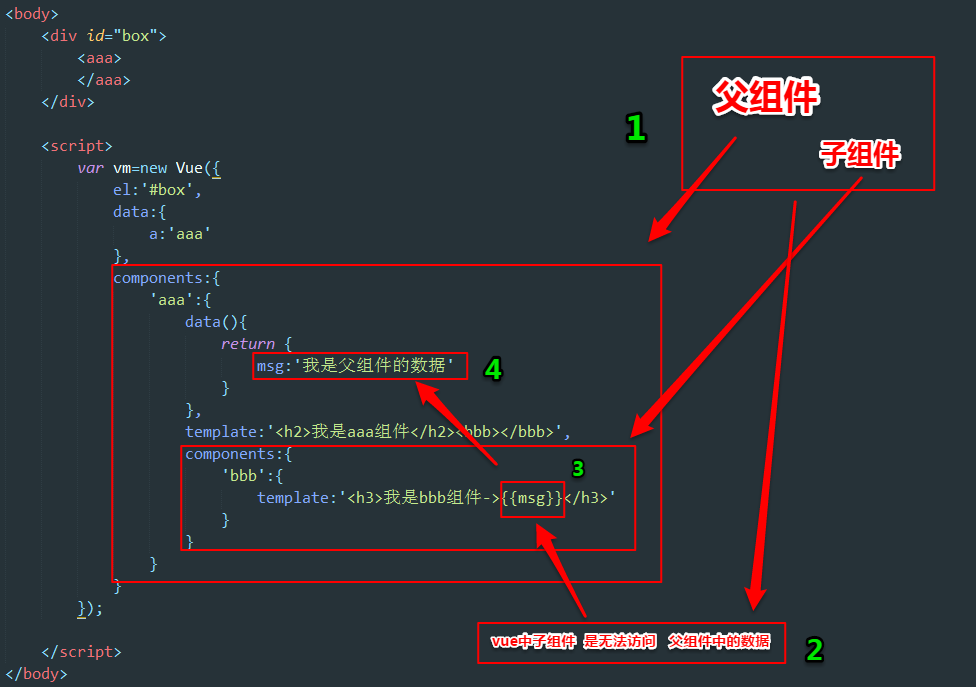 <body>
<div id="box">
<aaa>
</aaa>
</div>
<script>
var vm=new Vue({
el:'#box',
data:{
a:'aaa'
},
components:{
'aaa':{
data(){
return {
msg:'我是父组件的数据'
}
},
template:'<h2>我是aaa组件</h2><bbb></bbb>',
components:{
'bbb':{
template:'<h3>我是bbb组件->{{msg}}</h3>'
}
}
}
}
});
</script>
</body>
父组件
子组件
1
4
3
vue中子组件 是无法访问 父组件中的数据
2